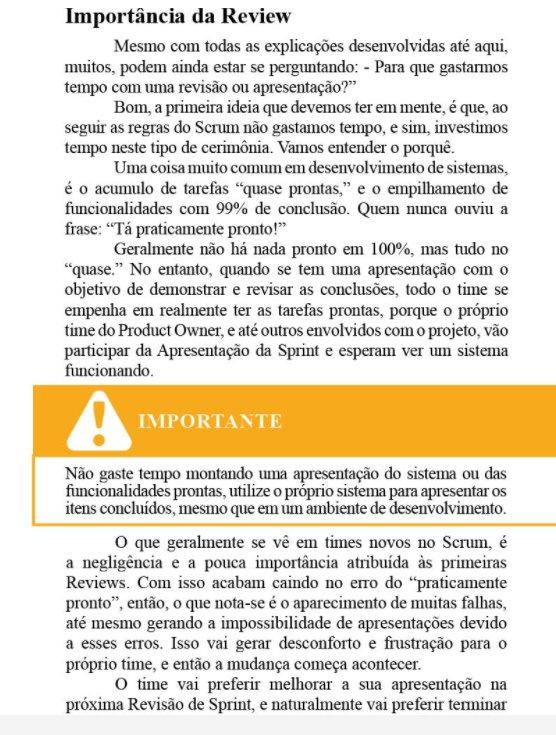 Importância da Review
Mesmo com todas as explicações desenvolvidas até aqui,
muitos, podem ainda estar se perguntando: - Para que gastarmos
tempo com uma revisão ou apresentação?”
Bom, a primeira ideia que devemos ter em mente, é que, ao
seguir as regras do Scrum não gastamos tempo, e sim, investimos
tempo neste tipo de cerimônia. Vamos entender o porquê.
Uma coisa muito comum em desenvolvimento de sistemas,
é o acumulo de tarefas “quase prontas,” e o empilhamento de
funcionalidades com 99% de conclusão. Quem nunca ouviu a
frase: “Tá praticamente pronto!”
Geralmente não há nada pronto em 100%, mas tudo no
“quase.” No entanto, quando se tem uma apresentação com o
objetivo de demonstrar e revisar as conclusões, todo o time se
empenha em realmente ter as tarefas prontas, porque o próprio
time do Product Owner, e até outros envolvidos com o projeto, vão
participar da Apresentação da Sprint e esperam ver um sistema
funcionando.
IMPORTANTE
Não gaste tempo montando uma apresentação do sistema ou das
funcionalidades prontas, utilize o próprio sistema para apresentar os
itens concluídos, mesmo que em um ambiente de desenvolvimento.
O que geralmente se vê em times novos no Scrum, é
a negligência e a pouca importância atribuída às primeiras
Reviews. Com isso acabam caindo no erro do “praticamente
pronto”, então, o que nota-se é o aparecimento de muitas falhas,
até mesmo gerando a impossibilidade de apresentações devido
a esses erros. Isso vai gerar desconforto e frustração para o
próprio time, e então a mudança começa acontecer.
O time vai preferir melhorar a sua apresentação na
próxima Revisão de Sprint, e naturalmente vai preferir terminar